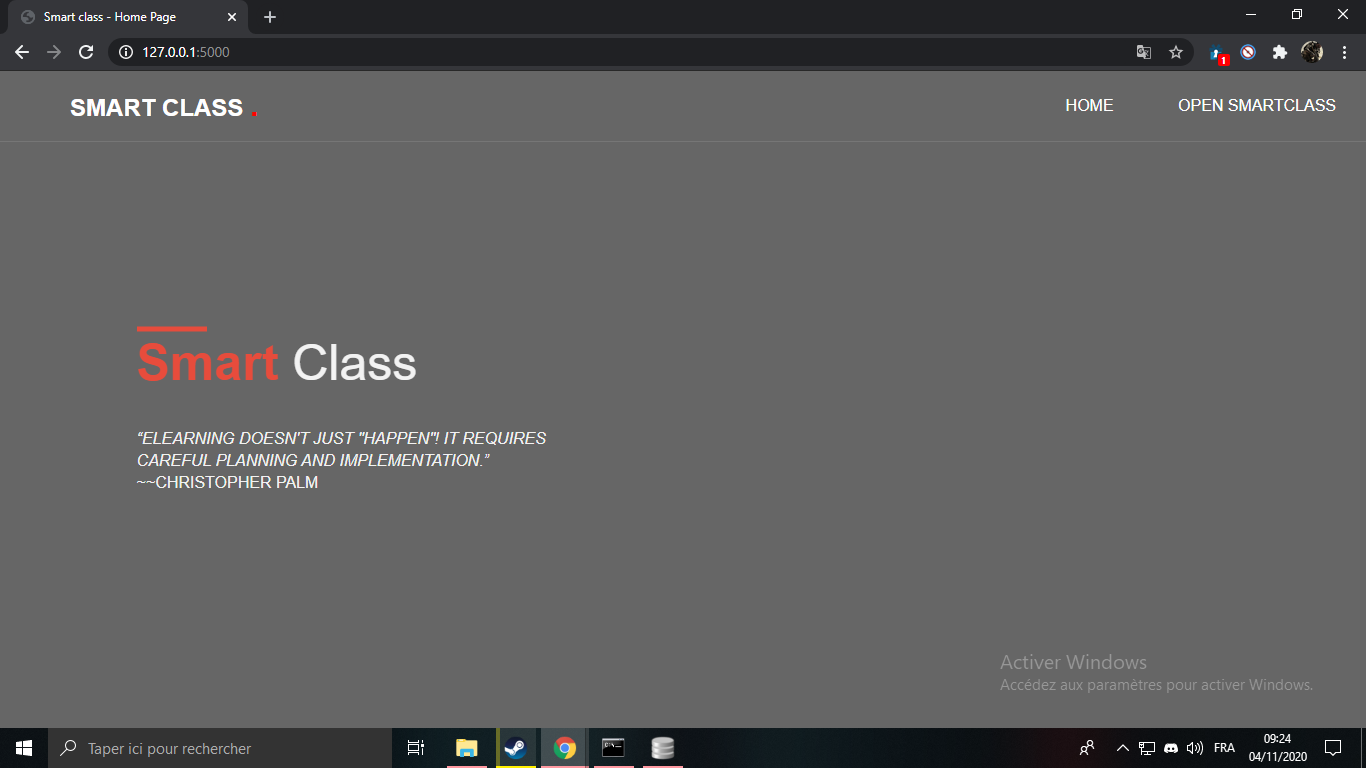 Smart class - Home Page
127.0.0.1:5000
1
SMART CLASS .
HOME
OPEN SMARTCLASS
Smart Class
“ELEARNING DOESN'T JUST "HAPPEN"! IT REQUIRES
CAREFUL PLANNING AND IMPLEMENTATION.”
~~CHRISTOPHER PALM
Activer Windows
Accédez aux paramètres pour activer Windows.
Taper ici pour rechercher
FRA
09:24
04/11/2020